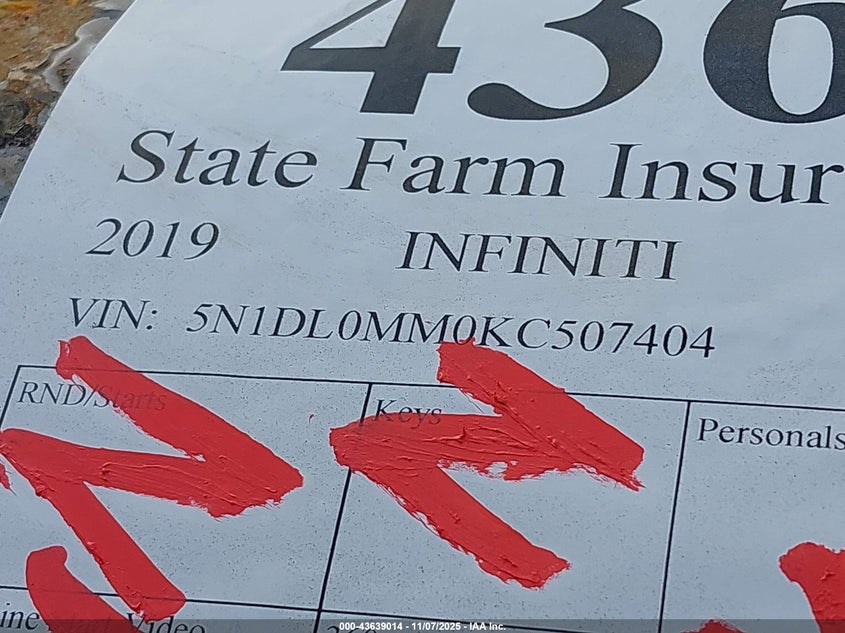 436
State Farm Insur
2019 INFINITI
VIN: 5N1DL0MM0KC507404
RND/Starts Keys Personals
N N
Video
000-43639014 - 11/07/2025 - IAA Inc.